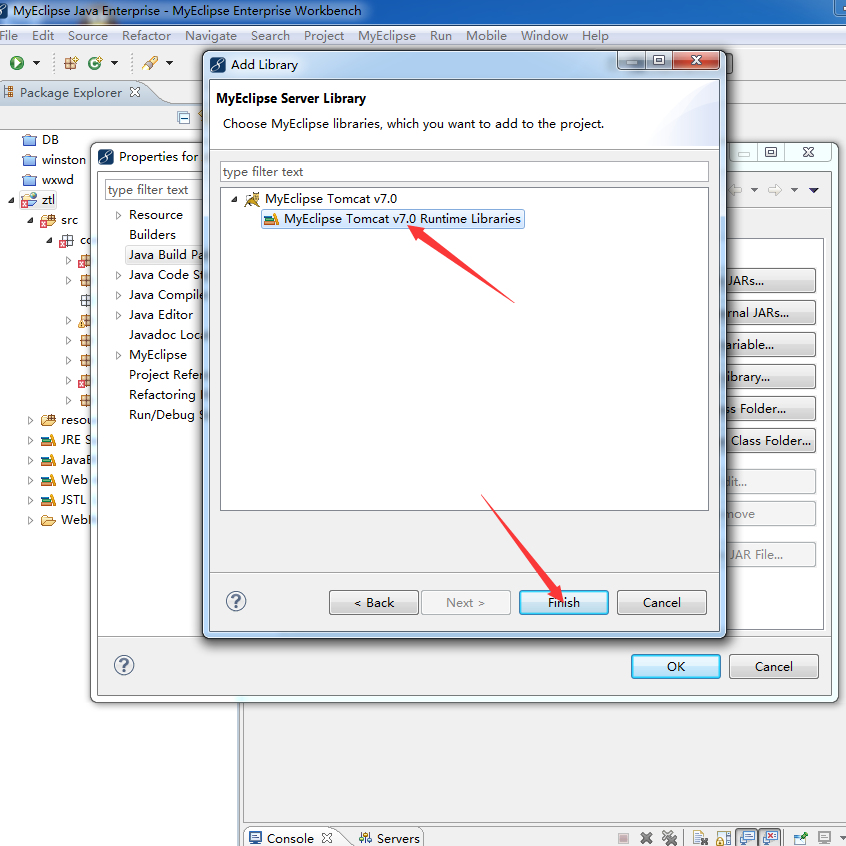 MyEclipse Java Enterprise - MyEclipse Enterprise Workbench
File Edit Source Refactor Navigate Search Project MyEclipse Run Mobile Window Help
Package Explorer
DB
winston
wxwd
ztl
src
JRE S
Web
JSTL
Properties for
type filter text
Resource
Builders
Java Build Pa
Java Code St
Java Compile
Java Editor
Javadoc Loca
MyEclipse
Project Refer
Refactoring
Run/Debug S
Add Library
MyEclipse Server Library
Choose MyEclipse libraries, which you want to add to the project.
type filter text
MyEclipse Tomcat v7.0
MyEclipse Tomcat v7.0 Runtime Libraries
< Back
Next >
Finish
Cancel
JARs...
rnal JARs...
ariable...
ibrary...
ss Folder...
Class Folder...
dit...
move
JAR File...
OK
Cancel
Console
Servers